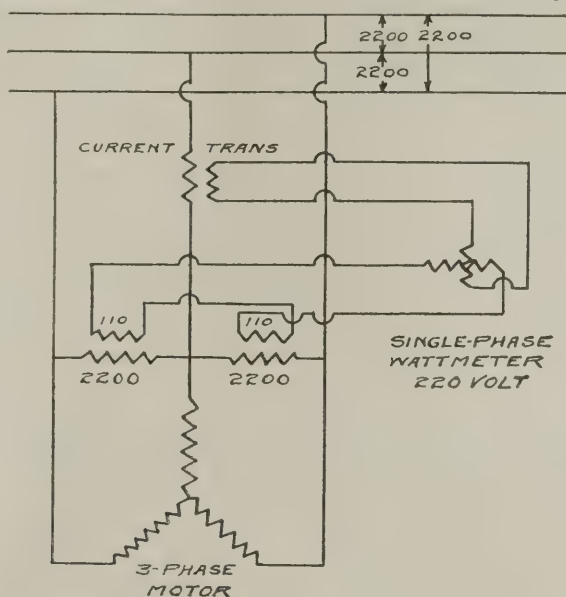 2200 2200
2200
CURRENT TRANS
110 110
2200 2200
SINGLE-PHASE
WATTMETER
220 VOLT
3-PHASE
MOTOR